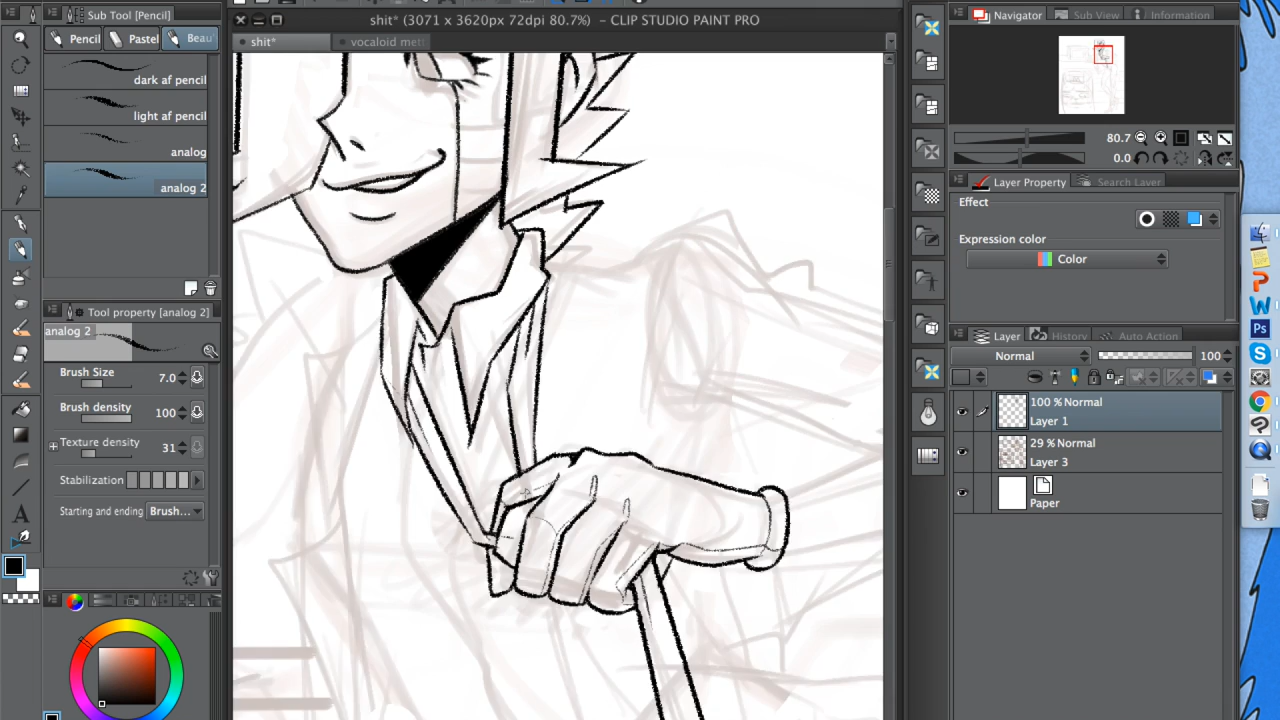 shit* (3071 x 3620px 72dpi 80.7%) – CLIP STUDIO PAINT PRO
shit*
vocaloid met
Sub Tool [Pencil]
Pencil
Pastel
Beau
dark af pencil
light af pencil
analog
analog 2
Tool property [analog 2]
analog 2
Brush Size 7.0
Brush density 100
Texture density 31
Stabilization
Starting and ending Brush...
Navigator
Sub View
Information
80.7
0.0
Layer Property
Search Layer
Effect
Expression color
Color
Layer
History
Auto Action
Normal 100
100 % Normal
Layer 1
29 % Normal
Layer 3
Paper
A
P
W
Ps
S